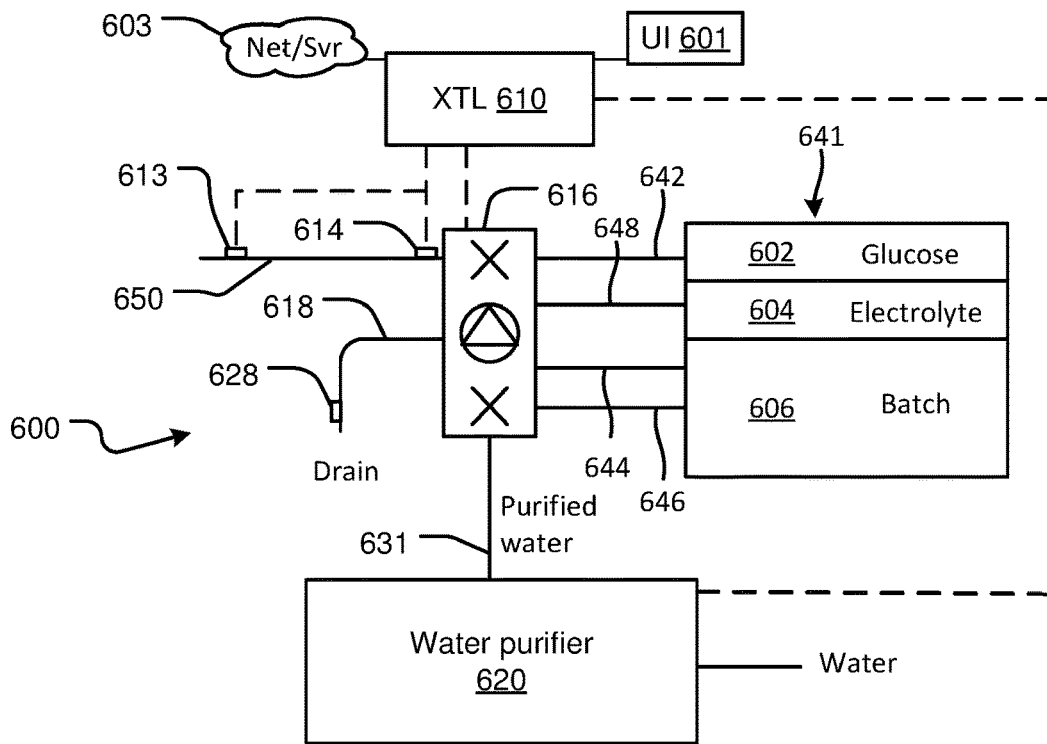 603
Net/Svr
UI 601
XTL 610
641
613
614
616
642
648
602 Glucose
650
618
604 Electrolyte
628
606 Batch
600
Drain
644
646
Purified
water
631
Water purifier
620
Water